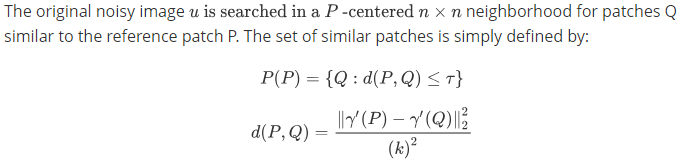 The original noisy image u is searched in a P -centered n × n neighborhood for patches Q
similar to the reference patch P. The set of similar patches is simply defined by:
P(P) = {Q : d(P, Q) ≤ τ}
d(P, Q) = ‖γ′(P) − γ′(Q)‖₂² / (k)²